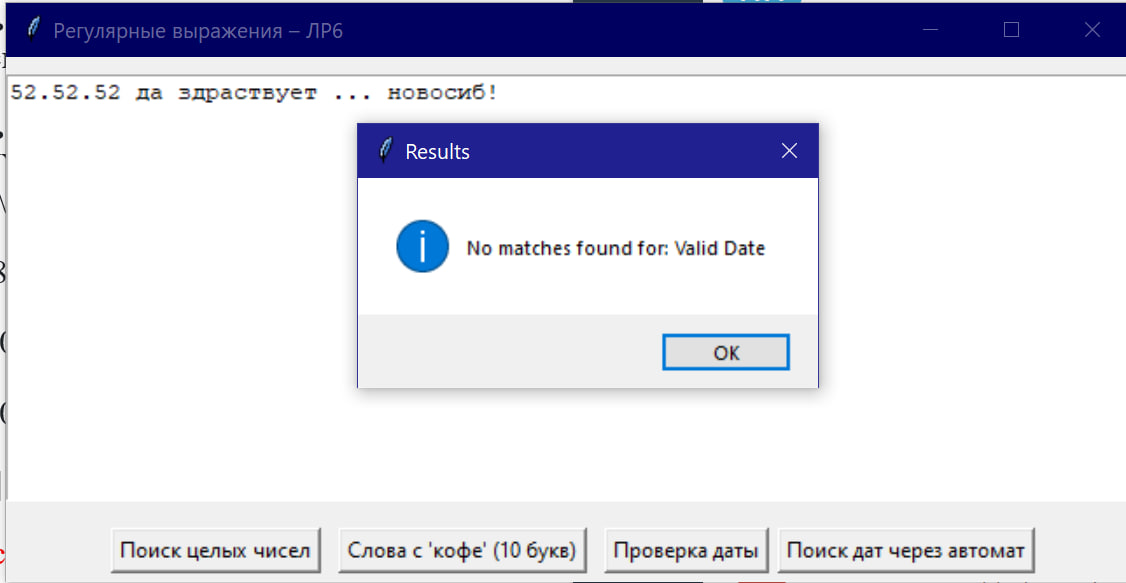 Регулярные выражения – ЛР6
52.52.52 да здраствует ... новосиб!
Results
No matches found for: Valid Date
OK
Поиск целых чисел
Слова с 'кофе' (10 букв)
Проверка даты
Поиск дат через автомат